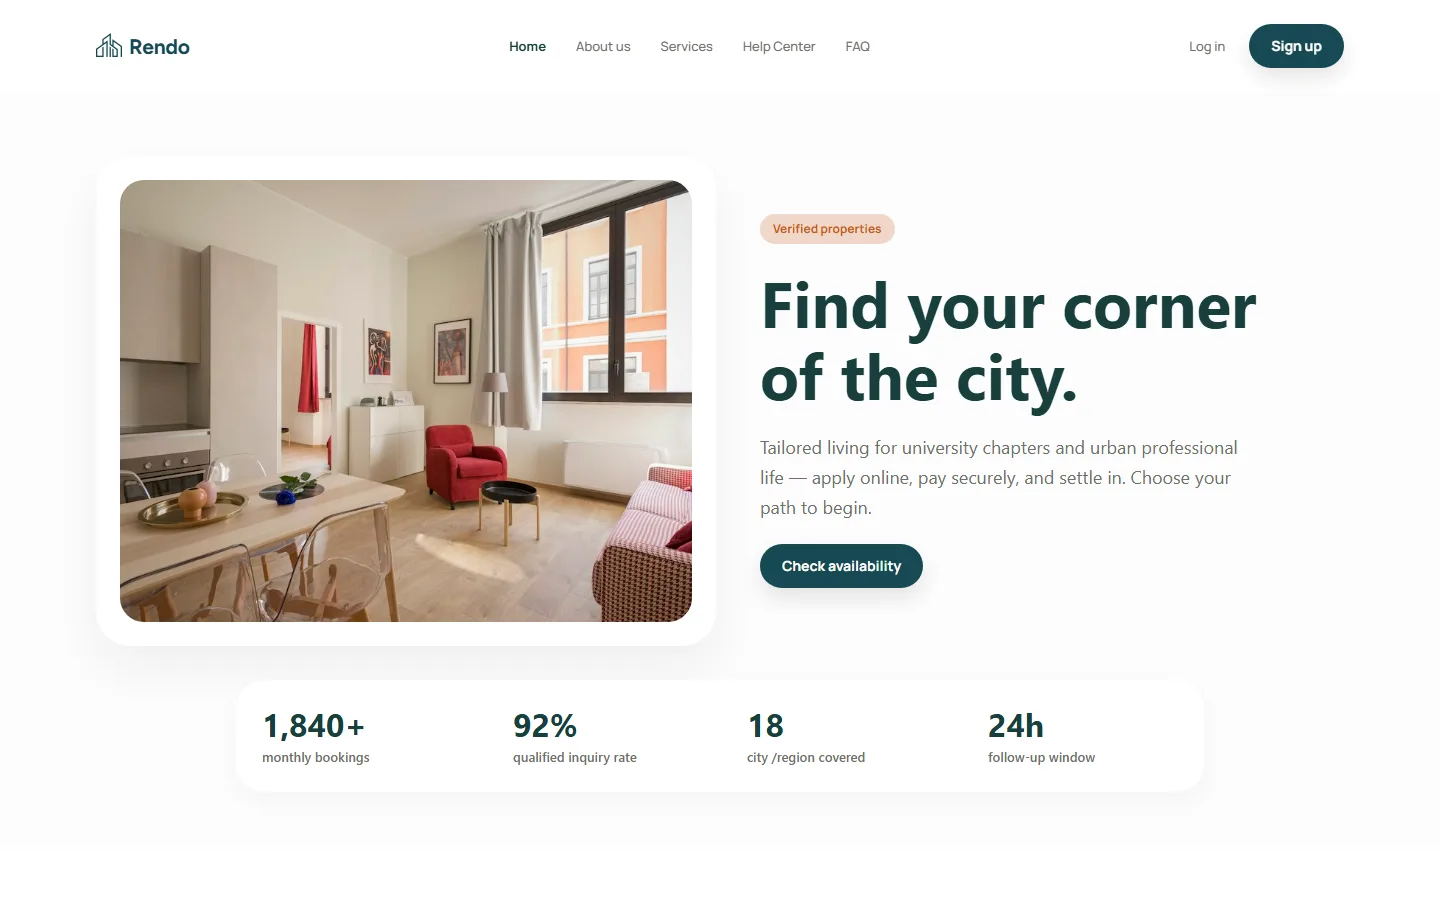 Rendo
Home
About us
Services
Help Center
FAQ
Log in
Sign up
Verified properties
Find your corner
of the city.
Tailored living for university chapters and urban professional
life — apply online, pay securely, and settle in. Choose your
path to begin.
Check availability
1,840+
monthly bookings
92%
qualified inquiry rate
18
city /region covered
24h
follow-up window